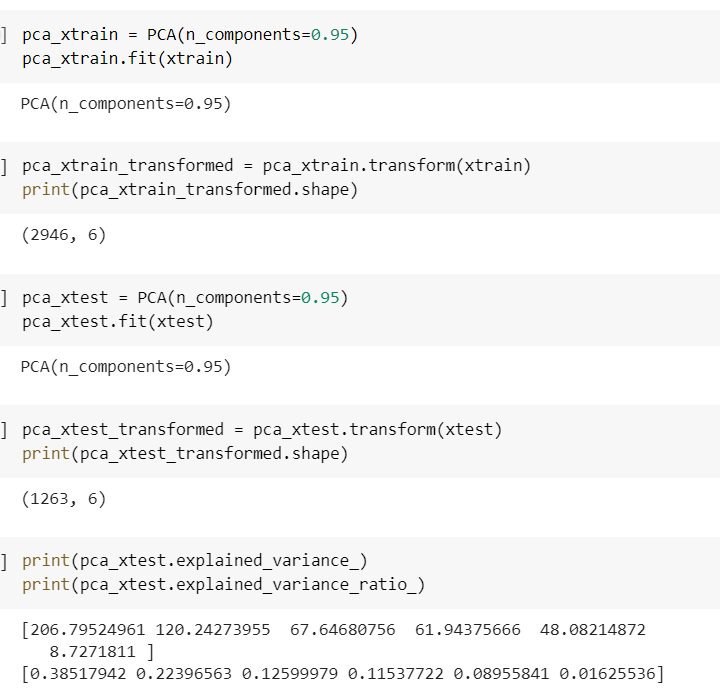 ] pca_xtrain = PCA(n_components=0.95)
pca_xtrain.fit(xtrain)
PCA(n_components=0.95)
] pca_xtrain_transformed = pca_xtrain.transform(xtrain)
print(pca_xtrain_transformed.shape)
(2946, 6)
] pca_xtest = PCA(n_components=0.95)
pca_xtest.fit(xtest)
PCA(n_components=0.95)
] pca_xtest_transformed = pca_xtest.transform(xtest)
print(pca_xtest_transformed.shape)
(1263, 6)
] print(pca_xtest.explained_variance_)
print(pca_xtest.explained_variance_ratio_)
[206.79524961 120.24273955  67.64680756  61.94375666  48.08214872
   8.7271811 ]
[0.38517942 0.22396563 0.12599979 0.11537722 0.08955841 0.01625536]